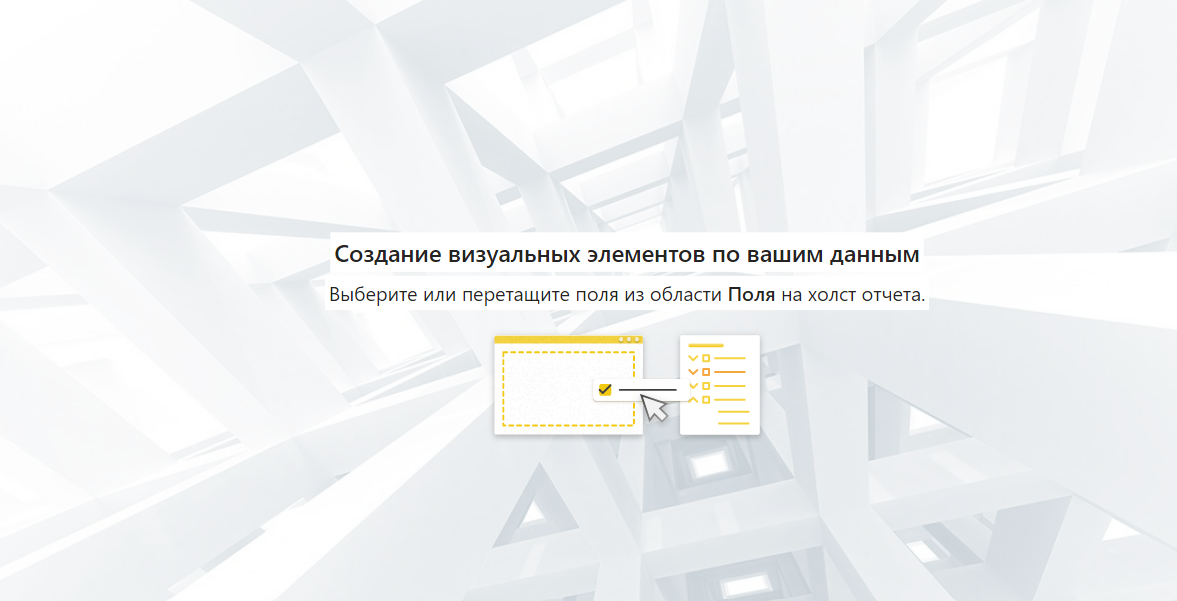 Создание визуальных элементов по вашим данным
Выберите или перетащите поля из области Поля на холст отчета.